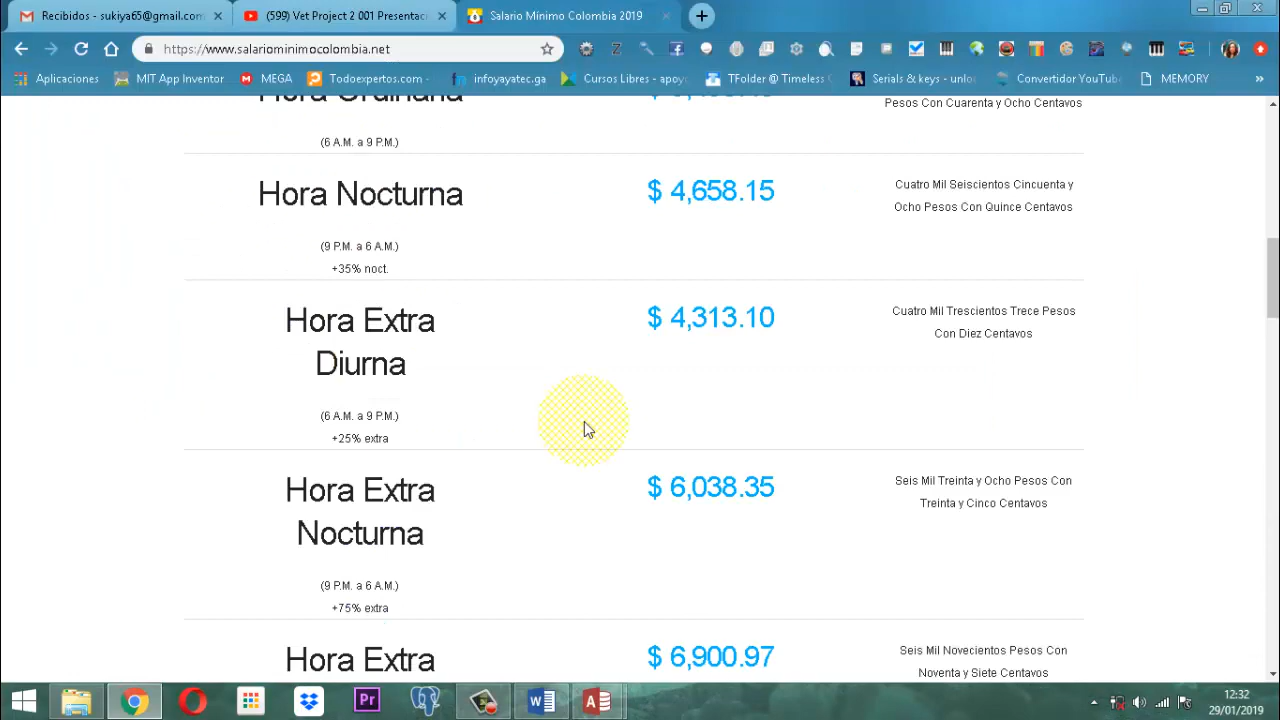 Recibidos - sukiya65@gmail.com
(599) Vet Project 2 001 Presentac
Salario Mínimo Colombia 2019
https://www.salariominimocolombia.net
Aplicaciones
MIT App Inventor
MEGA
Todoexpertos.com -
infoyayatec.ga
Cursos Libres - apoy
TFolder @ Timeless
Serials & keys - unlo
Convertidor YouTube
MEMORY
»
Hora Ordinaria
Pesos Con Cuarenta y Ocho Centavos
(6 A.M. a 9 P.M.)
Hora Nocturna
$ 4,658.15
Cuatro Mil Seiscientos Cincuenta y
Ocho Pesos Con Quince Centavos
(9 P.M. a 6 A.M.)
+35% noct.
Hora Extra
Diurna
$ 4,313.10
Cuatro Mil Trescientos Trece Pesos
Con Diez Centavos
(6 A.M. a 9 P.M.)
+25% extra
Hora Extra
Nocturna
$ 6,038.35
Seis Mil Treinta y Ocho Pesos Con
Treinta y Cinco Centavos
(9 P.M. a 6 A.M.)
+75% extra
Hora Extra
$ 6,900.97
Seis Mil Novecientos Pesos Con
Noventa y Siete Centavos
Pr
12:32
29/01/2019